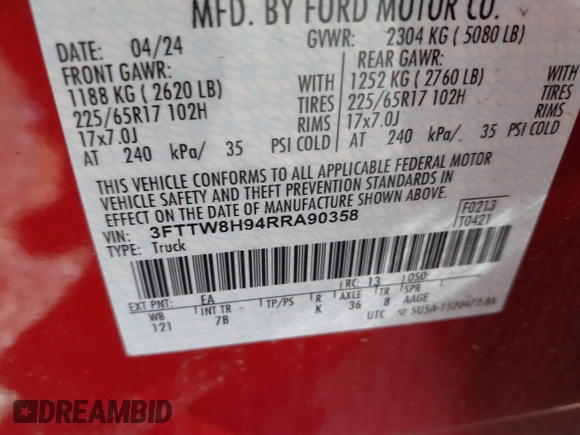 MFD. BY FORD MOTOR CO.
DATE: 04/24 GVWR: 2304 KG ( 5080 LB)
FRONT GAWR: REAR GAWR:
1188 KG ( 2620 LB) WITH 1252 KG ( 2760 LB) WITH
225/65R17 102H TIRES 225/65R17 102H TIRES
17x7.0J RIMS 17x7.0J RIMS
AT 240 kPa/ 35 PSI COLD AT 240 kPa/ 35 PSI COLD
THIS VEHICLE CONFORMS TO ALL APPLICABLE FEDERAL MOTOR
VEHICLE SAFETY AND THEFT PREVENTION STANDARDS IN
EFFECT ON THE DATE OF MANUFACTURE SHOWN ABOVE.
VIN: 3FTTW8H94RRA90358 F0213
TYPE: Truck T0421
EXT PNT: EA RC: 13 DSO:
WB INT TR TP/PS R AXLE TR SPR
121 7B K 36 8 AAGE
UTC
DREAMBID